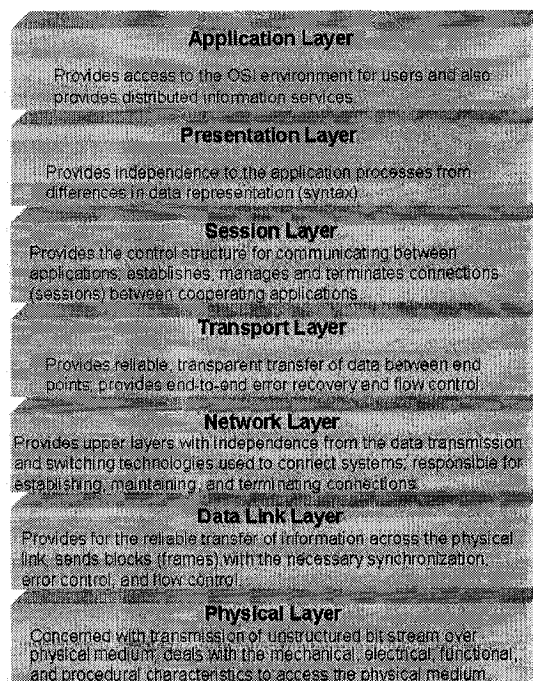 Application Layer
Provides access to the OSI environment for users and also
provides distributed information services.
Presentation Layer
Provides independence to the application processes from
differences in data representation (syntax).
Session Layer
Provides the control structure for communicating between
applications; establishes, manages and terminates connections
(sessions) between cooperating applications.
Transport Layer
Provides reliable, transparent transfer of data between end
points; provides end-to-end error recovery and flow control.
Network Layer
Provides upper layers with independence from the data transmission
and switching technologies used to connect systems; responsible for
establishing, maintaining, and terminating connections.
Data Link Layer
Provides for the reliable transfer of information across the physical
link; sends blocks (frames) with the necessary synchronization,
error control, and flow control.
Physical Layer
Concerned with transmission of unstructured bit stream over
physical medium; deals with the mechanical, electrical, functional,
and procedural characteristics to access the physical medium.